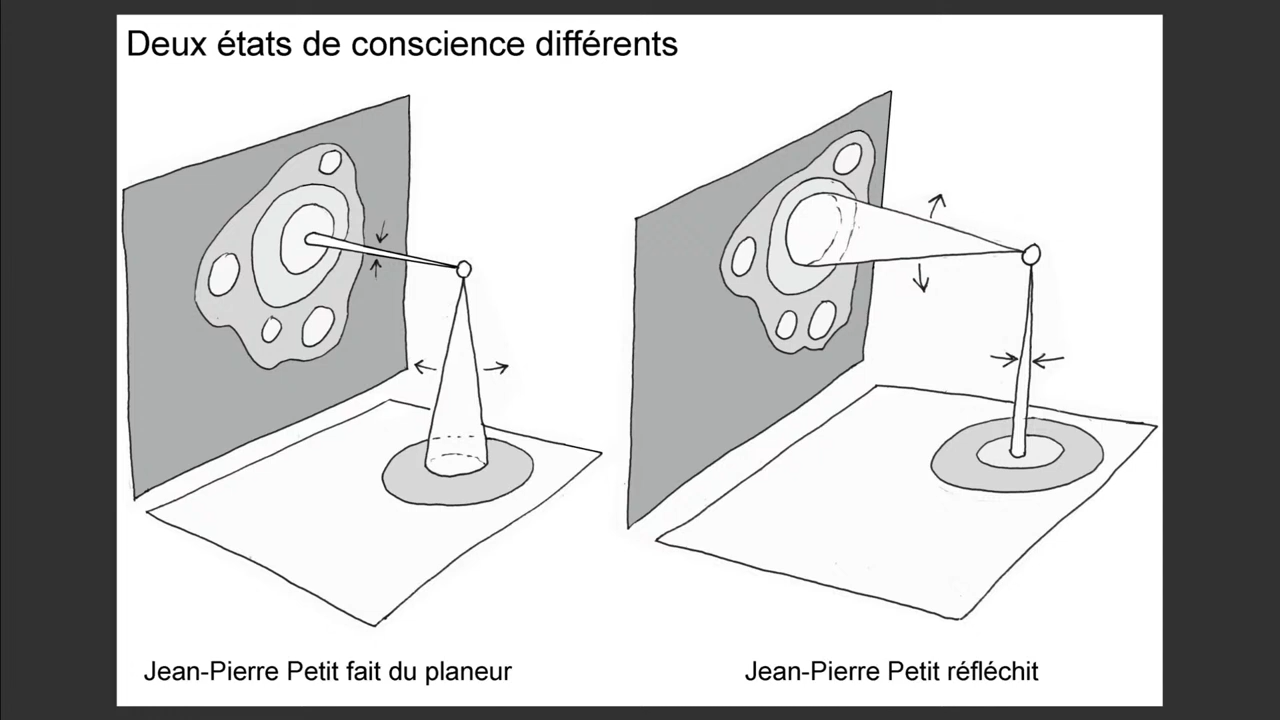 Deux états de conscience différents
Jean-Pierre Petit fait du planeur
Jean-Pierre Petit réfléchit